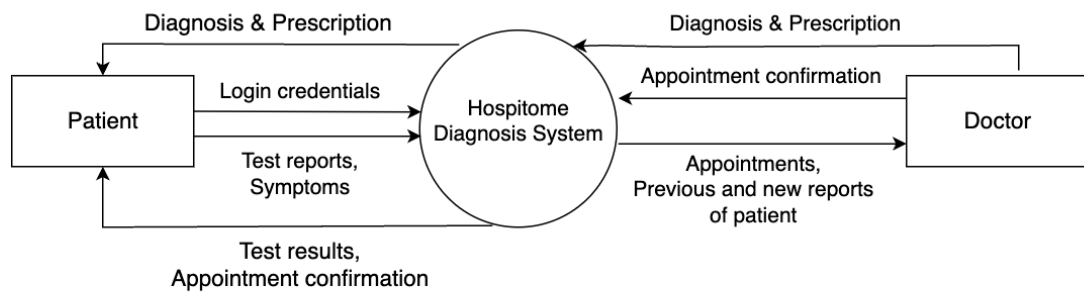 Diagnosis & Prescription
Diagnosis & Prescription
Login credentials
Appointment confirmation
Patient
Hospitome
Diagnosis System
Doctor
Test reports,
Symptoms
Appointments,
Previous and new reports
of patient
Test results,
Appointment confirmation